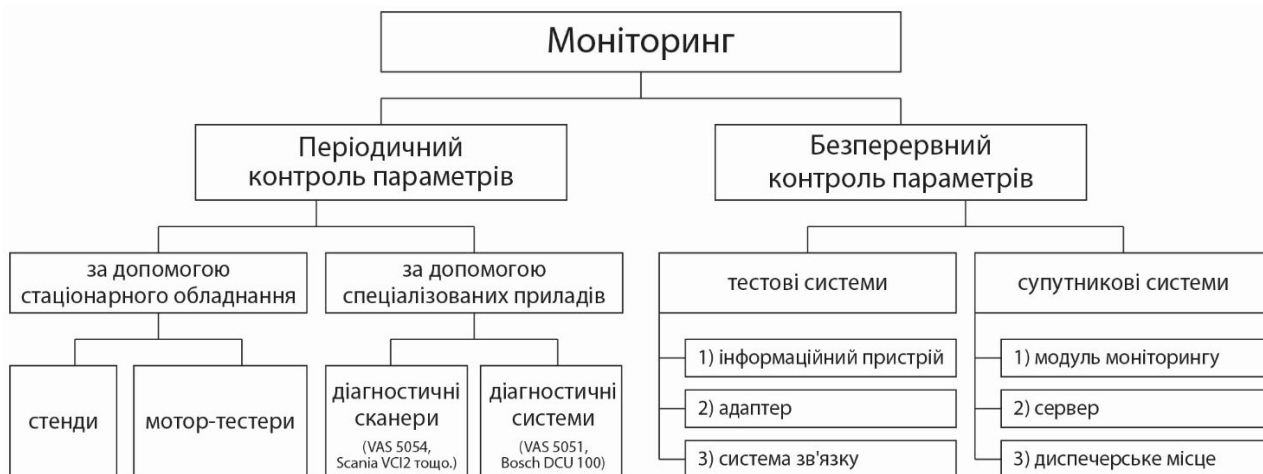 Моніторинг
Періодичний
контроль параметрів
Безперервний
контроль параметрів
за допомогою
стаціонарного обладнання
за допомогою
спеціалізованих приладів
тестові системи
супутникові системи
стенди
мотор-тестери
діагностичні
сканери
(VAS 5054,
Scania VCI2 тощо.)
діагностичні
системи
(VAS 5051,
Bosch DCU 100)
1) інформаційний пристрій
2) адаптер
3) система зв'язку
1) модуль моніторингу
2) сервер
3) диспечерське місце